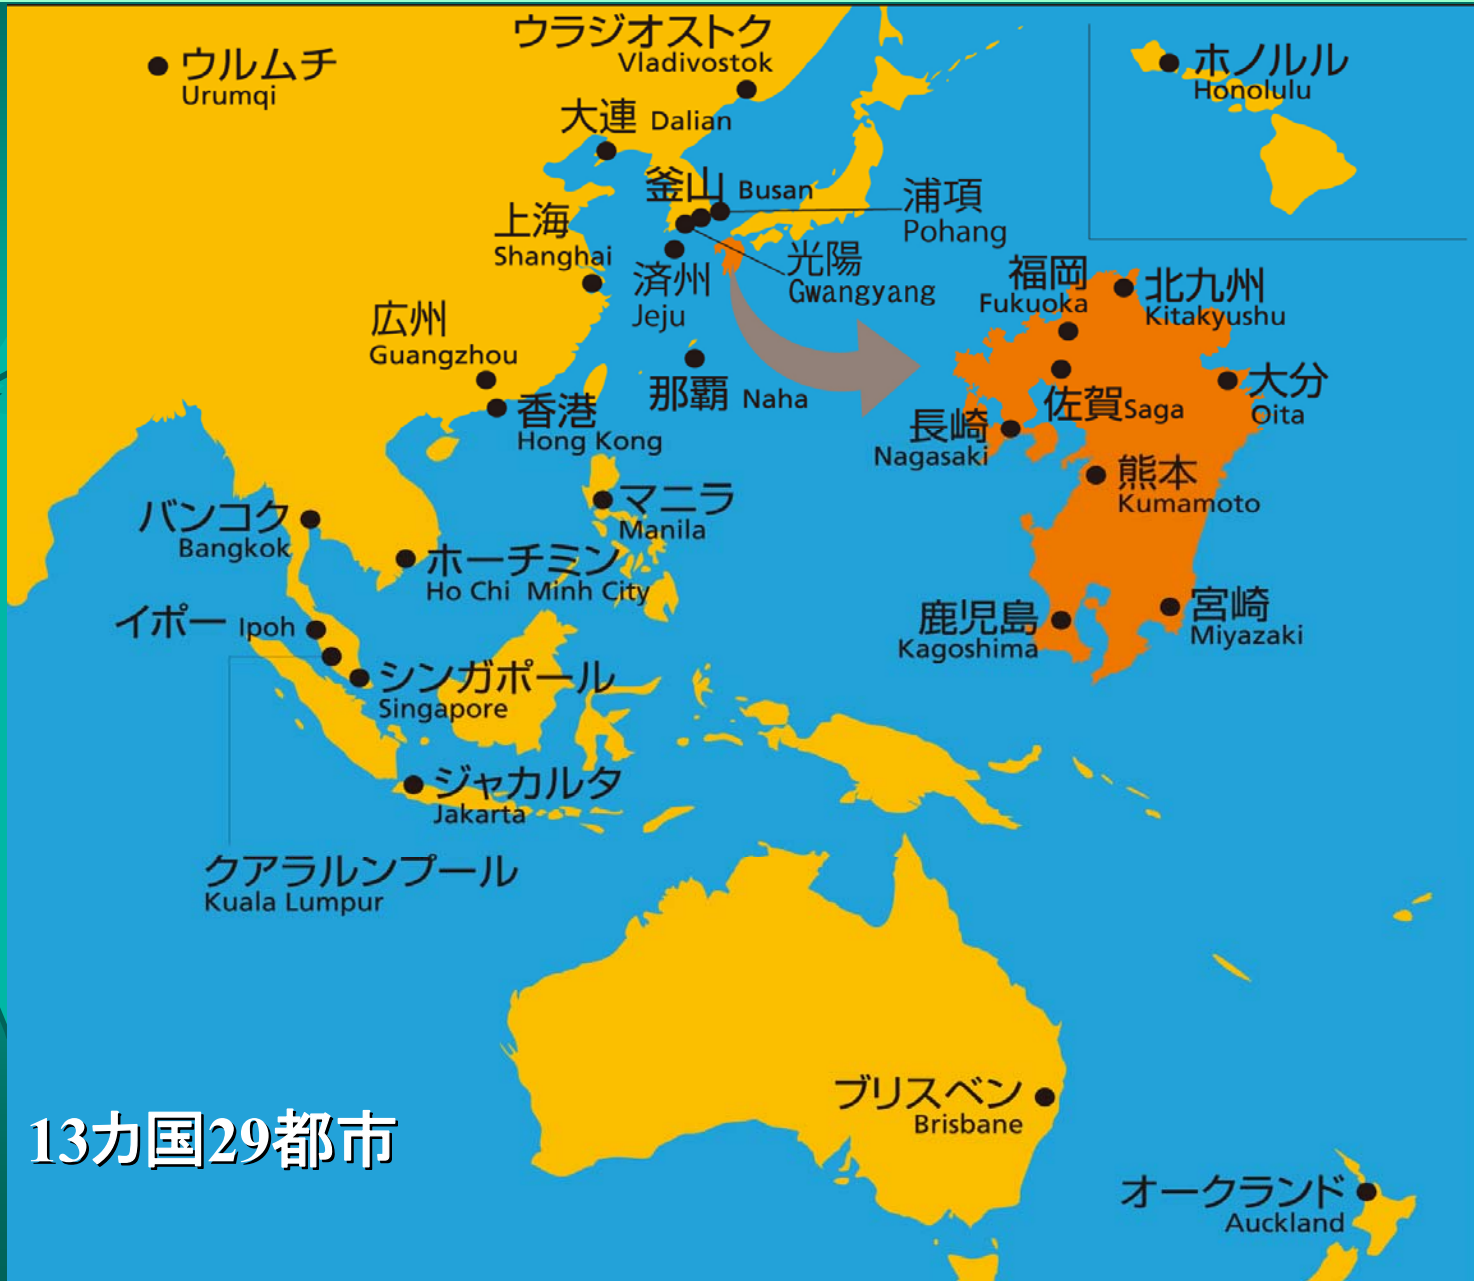 ウラジオストク
Vladivostok
ウルムチ
Urumqi
ホノルル
Honolulu
大連 Dalian
釜山 Busan
浦項
Pohang
上海
Shanghai
済州
Jeju
光陽
Gwangyang
福岡
Fukuoka
北九州
Kitakyushu
広州
Guangzhou
香港
Hong Kong
那覇 Naha
佐賀Saga
大分
Oita
長崎
Nagasaki
熊本
Kumamoto
マニラ
Manila
バンコク
Bangkok
ホーチミン
Ho Chi Minh City
イポー Ipoh
鹿児島
Kagoshima
宮崎
Miyazaki
シンガポール
Singapore
ジャカルタ
Jakarta
クアラルンプール
Kuala Lumpur
ブリスベン
Brisbane
13カ国29都市
オークランド
Auckland